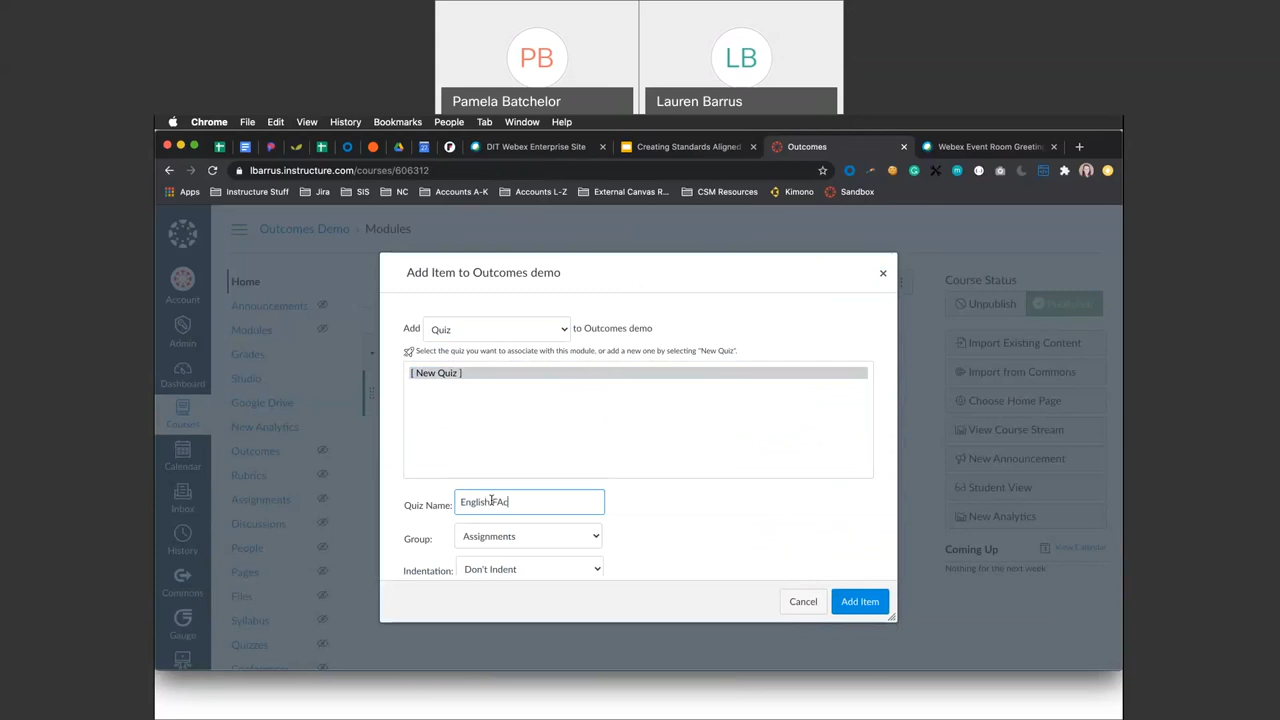 PB
LB
Pamela Batchelor
Lauren Barrus
Chrome File Edit View History Bookmarks People Tab Window Help
DIT Webex Enterprise Site
Creating Standards Aligned
Outcomes
Webex Event Room Greeting
lbarrus.instructure.com/courses/606312
Apps
Instructure Stuff
Jira
SIS
NC
Accounts A-K
Accounts L-Z
External Canvas R...
CSM Resources
Kimono
Sandbox
Outcomes Demo › Modules
Account
Admin
Dashboard
Courses
Calendar
Inbox
History
Commons
Gauge
Home
Announcements
Modules
Grades
Studio
Google Drive
New Analytics
Outcomes
Rubrics
Assignments
Discussions
People
Pages
Files
Syllabus
Quizzes
Conferences
Add Item to Outcomes demo
×
Add Quiz to Outcomes demo
Select the quiz you want to associate with this module, or add a new one by selecting "New Quiz".
[ New Quiz ]
Quiz Name: English FAc
Group: Assignments
Indentation: Don't Indent
Cancel
Add Item
Course Status
Unpublish
Published
Import Existing Content
Import from Commons
Choose Home Page
View Course Stream
New Announcement
Student View
New Analytics
Coming Up
View Calendar
Nothing for the next week